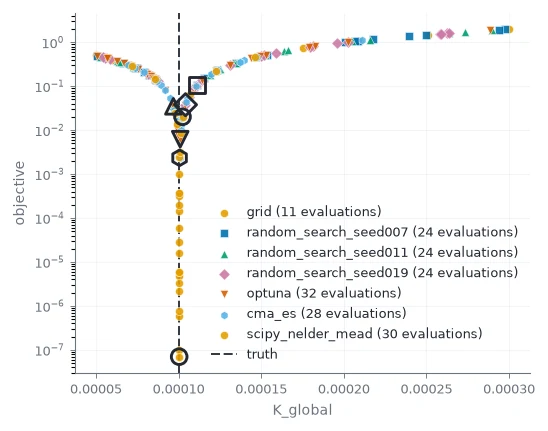 10⁰
10⁻¹
10⁻²
10⁻³
10⁻⁴
10⁻⁵
10⁻⁶
10⁻⁷
objective
grid (11 evaluations)
random_search_seed007 (24 evaluations)
random_search_seed011 (24 evaluations)
random_search_seed019 (24 evaluations)
optuna (32 evaluations)
cma_es (28 evaluations)
scipy_nelder_mead (30 evaluations)
truth
0.00005 0.00010 0.00015 0.00020 0.00025 0.00030
K_global